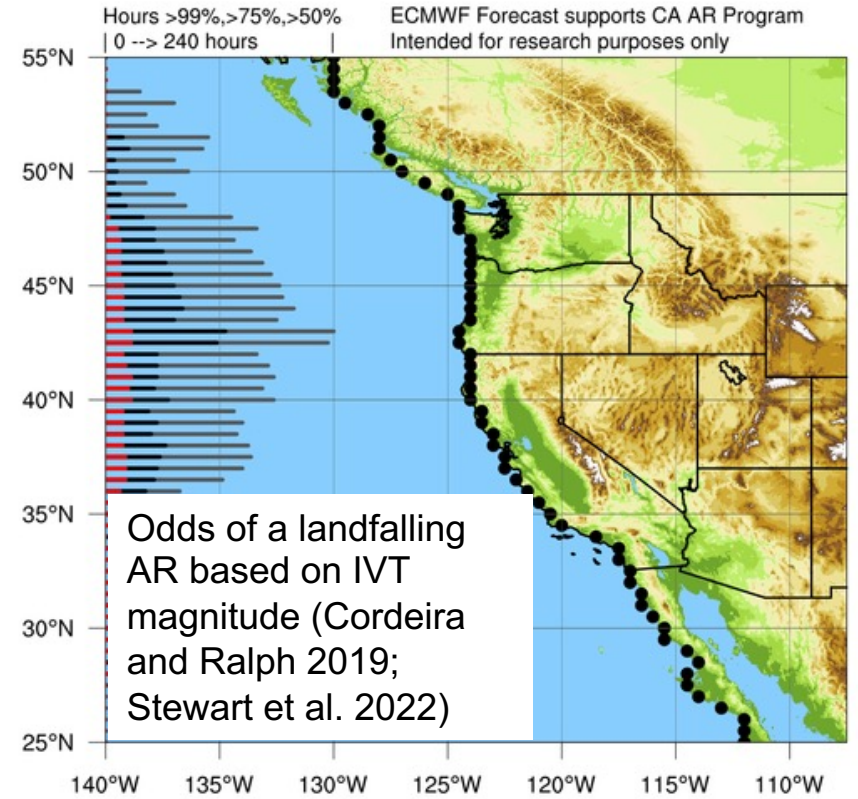 Hours >99%,>75%,>50%
| 0 --> 240 hours |
ECMWF Forecast supports CA AR Program
Intended for research purposes only
55°N
50°N
45°N
40°N
35°N
30°N
25°N
Odds of a landfalling
AR based on IVT
magnitude (Cordeira
and Ralph 2019;
Stewart et al. 2022)
140°W 135°W 130°W 125°W 120°W 115°W 110°W